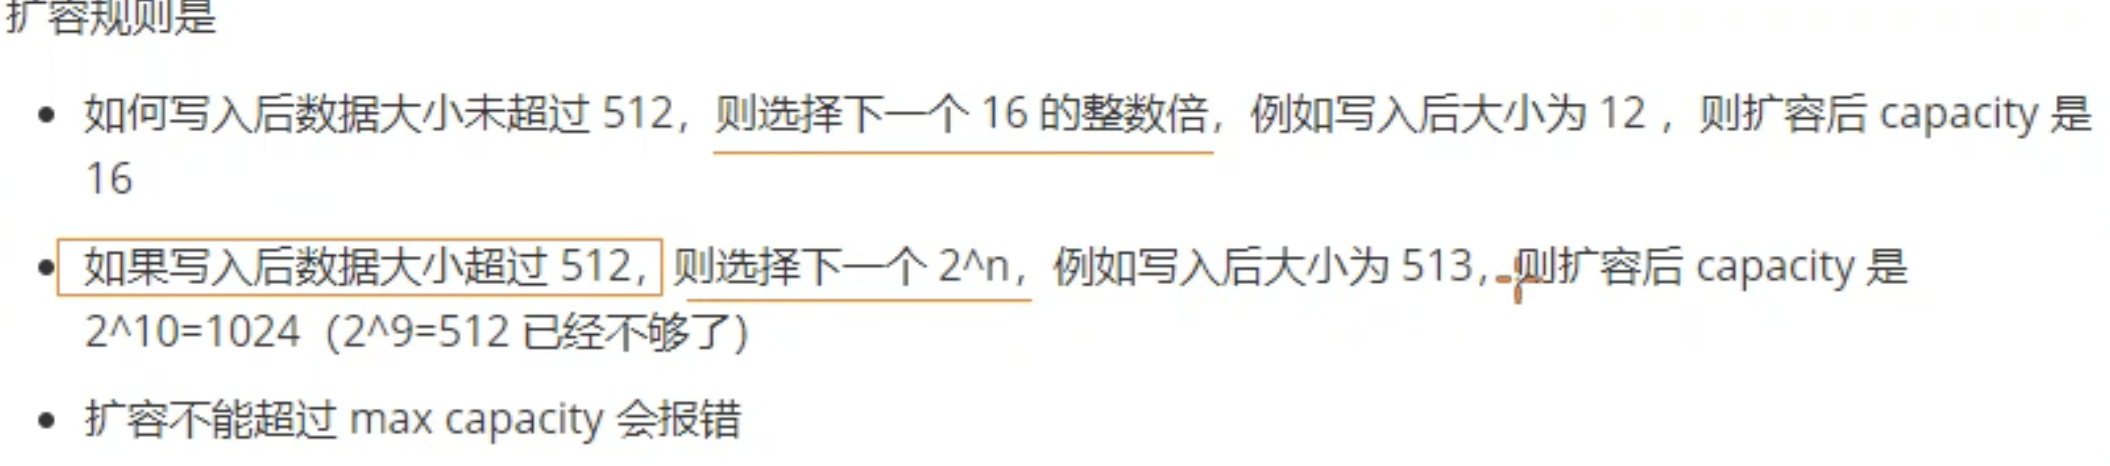 扩容规则是
如何写入后数据大小未超过 512，则选择下一个 16 的整数倍，例如写入后大小为 12 ，则扩容后 capacity 是
16
如果写入后数据大小超过 512，则选择下一个 2^n，例如写入后大小为 513，则扩容后 capacity 是
2^10=1024（2^9=512 已经不够了）
扩容不能超过 max capacity 会报错